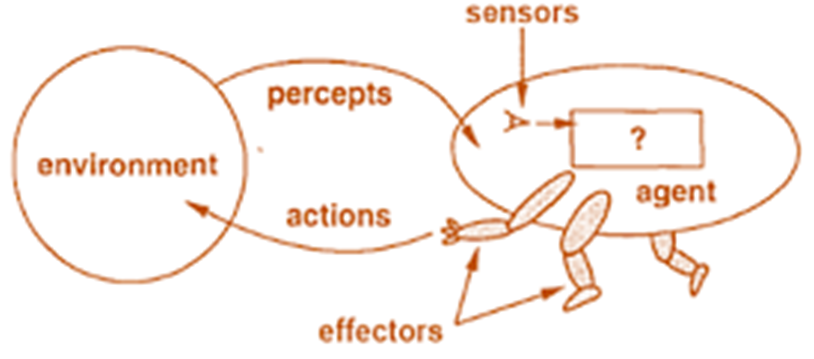 sensors
percepts
environment
?
agent
actions
effectors